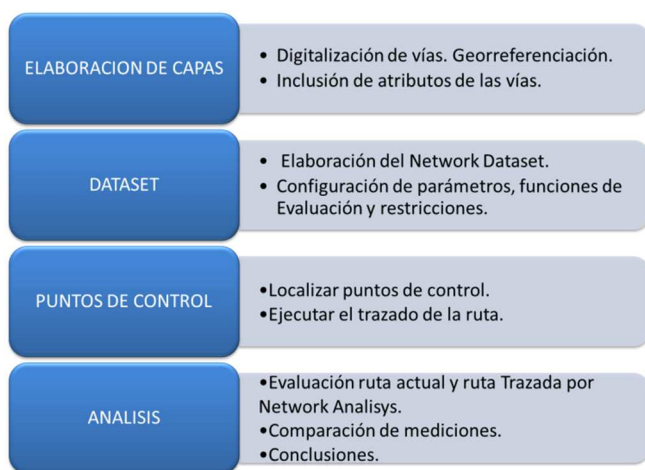 ELABORACION DE CAPAS
• Digitalización de vías. Georreferenciación.
• Inclusión de atributos de las vías.
DATASET
• Elaboración del Network Dataset.
• Configuración de parámetros, funciones de
Evaluación y restricciones.
PUNTOS DE CONTROL
•Localizar puntos de control.
•Ejecutar el trazado de la ruta.
ANALISIS
•Evaluación ruta actual y ruta Trazada por
Network Analisys.
•Comparación de mediciones.
•Conclusiones.